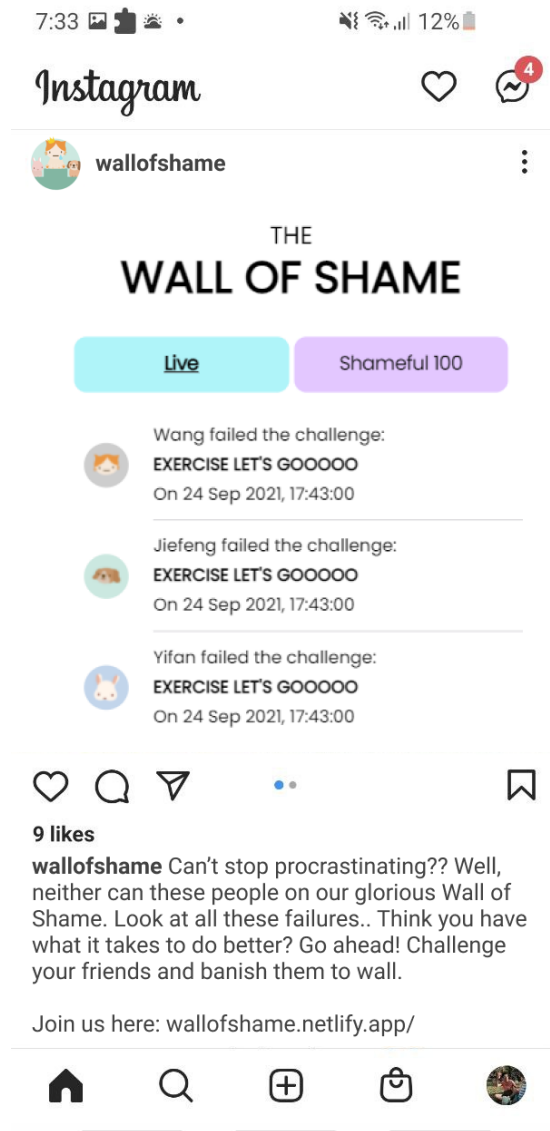 7:33
12%
Instagram
4
wallofshame
THE
WALL OF SHAME
Live
Shameful 100
Wang failed the challenge:
EXERCISE LET'S GOOOOO
On 24 Sep 2021, 17:43:00
Jiefeng failed the challenge:
EXERCISE LET'S GOOOOO
On 24 Sep 2021, 17:43:00
Yifan failed the challenge:
EXERCISE LET'S GOOOOO
On 24 Sep 2021, 17:43:00
9 likes
wallofshame Can’t stop procrastinating?? Well,
neither can these people on our glorious Wall of
Shame. Look at all these failures.. Think you have
what it takes to do better? Go ahead! Challenge
your friends and banish them to wall.
Join us here: wallofshame.netlify.app/